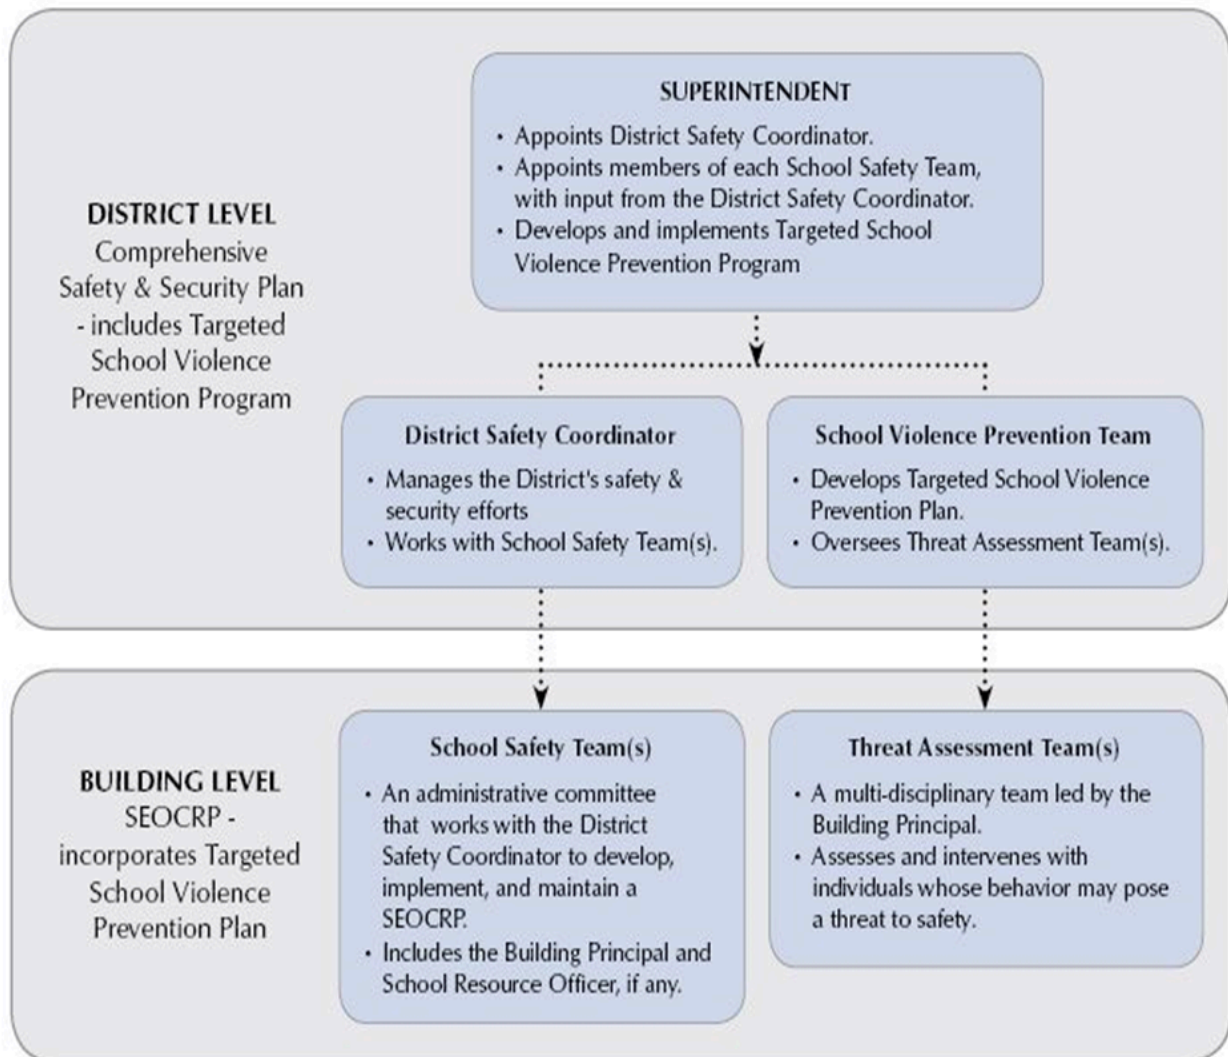 SUPERINTENDENT
• Appoints District Safety Coordinator.
• Appoints members of each School Safety Team,
with input from the District Safety Coordinator.
• Develops and implements Targeted School
Violence Prevention Program
DISTRICT LEVEL
Comprehensive
Safety & Security Plan
- includes Targeted
School Violence
Prevention Program
District Safety Coordinator
• Manages the District's safety &
security efforts
• Works with School Safety Team(s).
School Violence Prevention Team
• Develops Targeted School Violence
Prevention Plan.
• Oversees Threat Assessment Team(s).
BUILDING LEVEL
SEOCRP -
incorporates Targeted
School Violence
Prevention Plan
School Safety Team(s)
• An administrative committee
that works with the District
Safety Coordinator to develop,
implement, and maintain a
SEOCRP.
• Includes the Building Principal and
School Resource Officer, if any.
Threat Assessment Team(s)
• A multi-disciplinary team led by the
Building Principal.
• Assesses and intervenes with
individuals whose behavior may pose
a threat to safety.